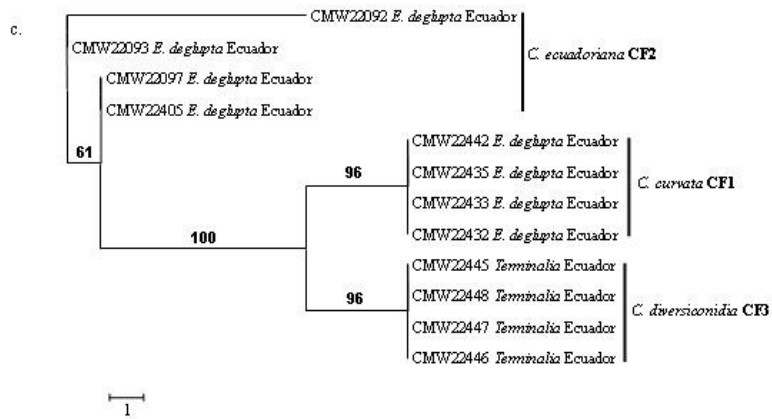 c.
CMW22092 E. deglupta Ecuador
CMW22093 E. deglupta Ecuador
CMW22097 E. deglupta Ecuador
CMW22405 E. deglupta Ecuador
C. ecuadoriana CF2
61
CMW22442 E. deglupta Ecuador
CMW22435 E. deglupta Ecuador
CMW22433 E. deglupta Ecuador
CMW22432 E. deglupta Ecuador
96
C. curvata CF1
100
CMW22445 Terminalia Ecuador
CMW22448 Terminalia Ecuador
CMW22447 Terminalia Ecuador
CMW22446 Terminalia Ecuador
96
C. diversiconidia CF3
1